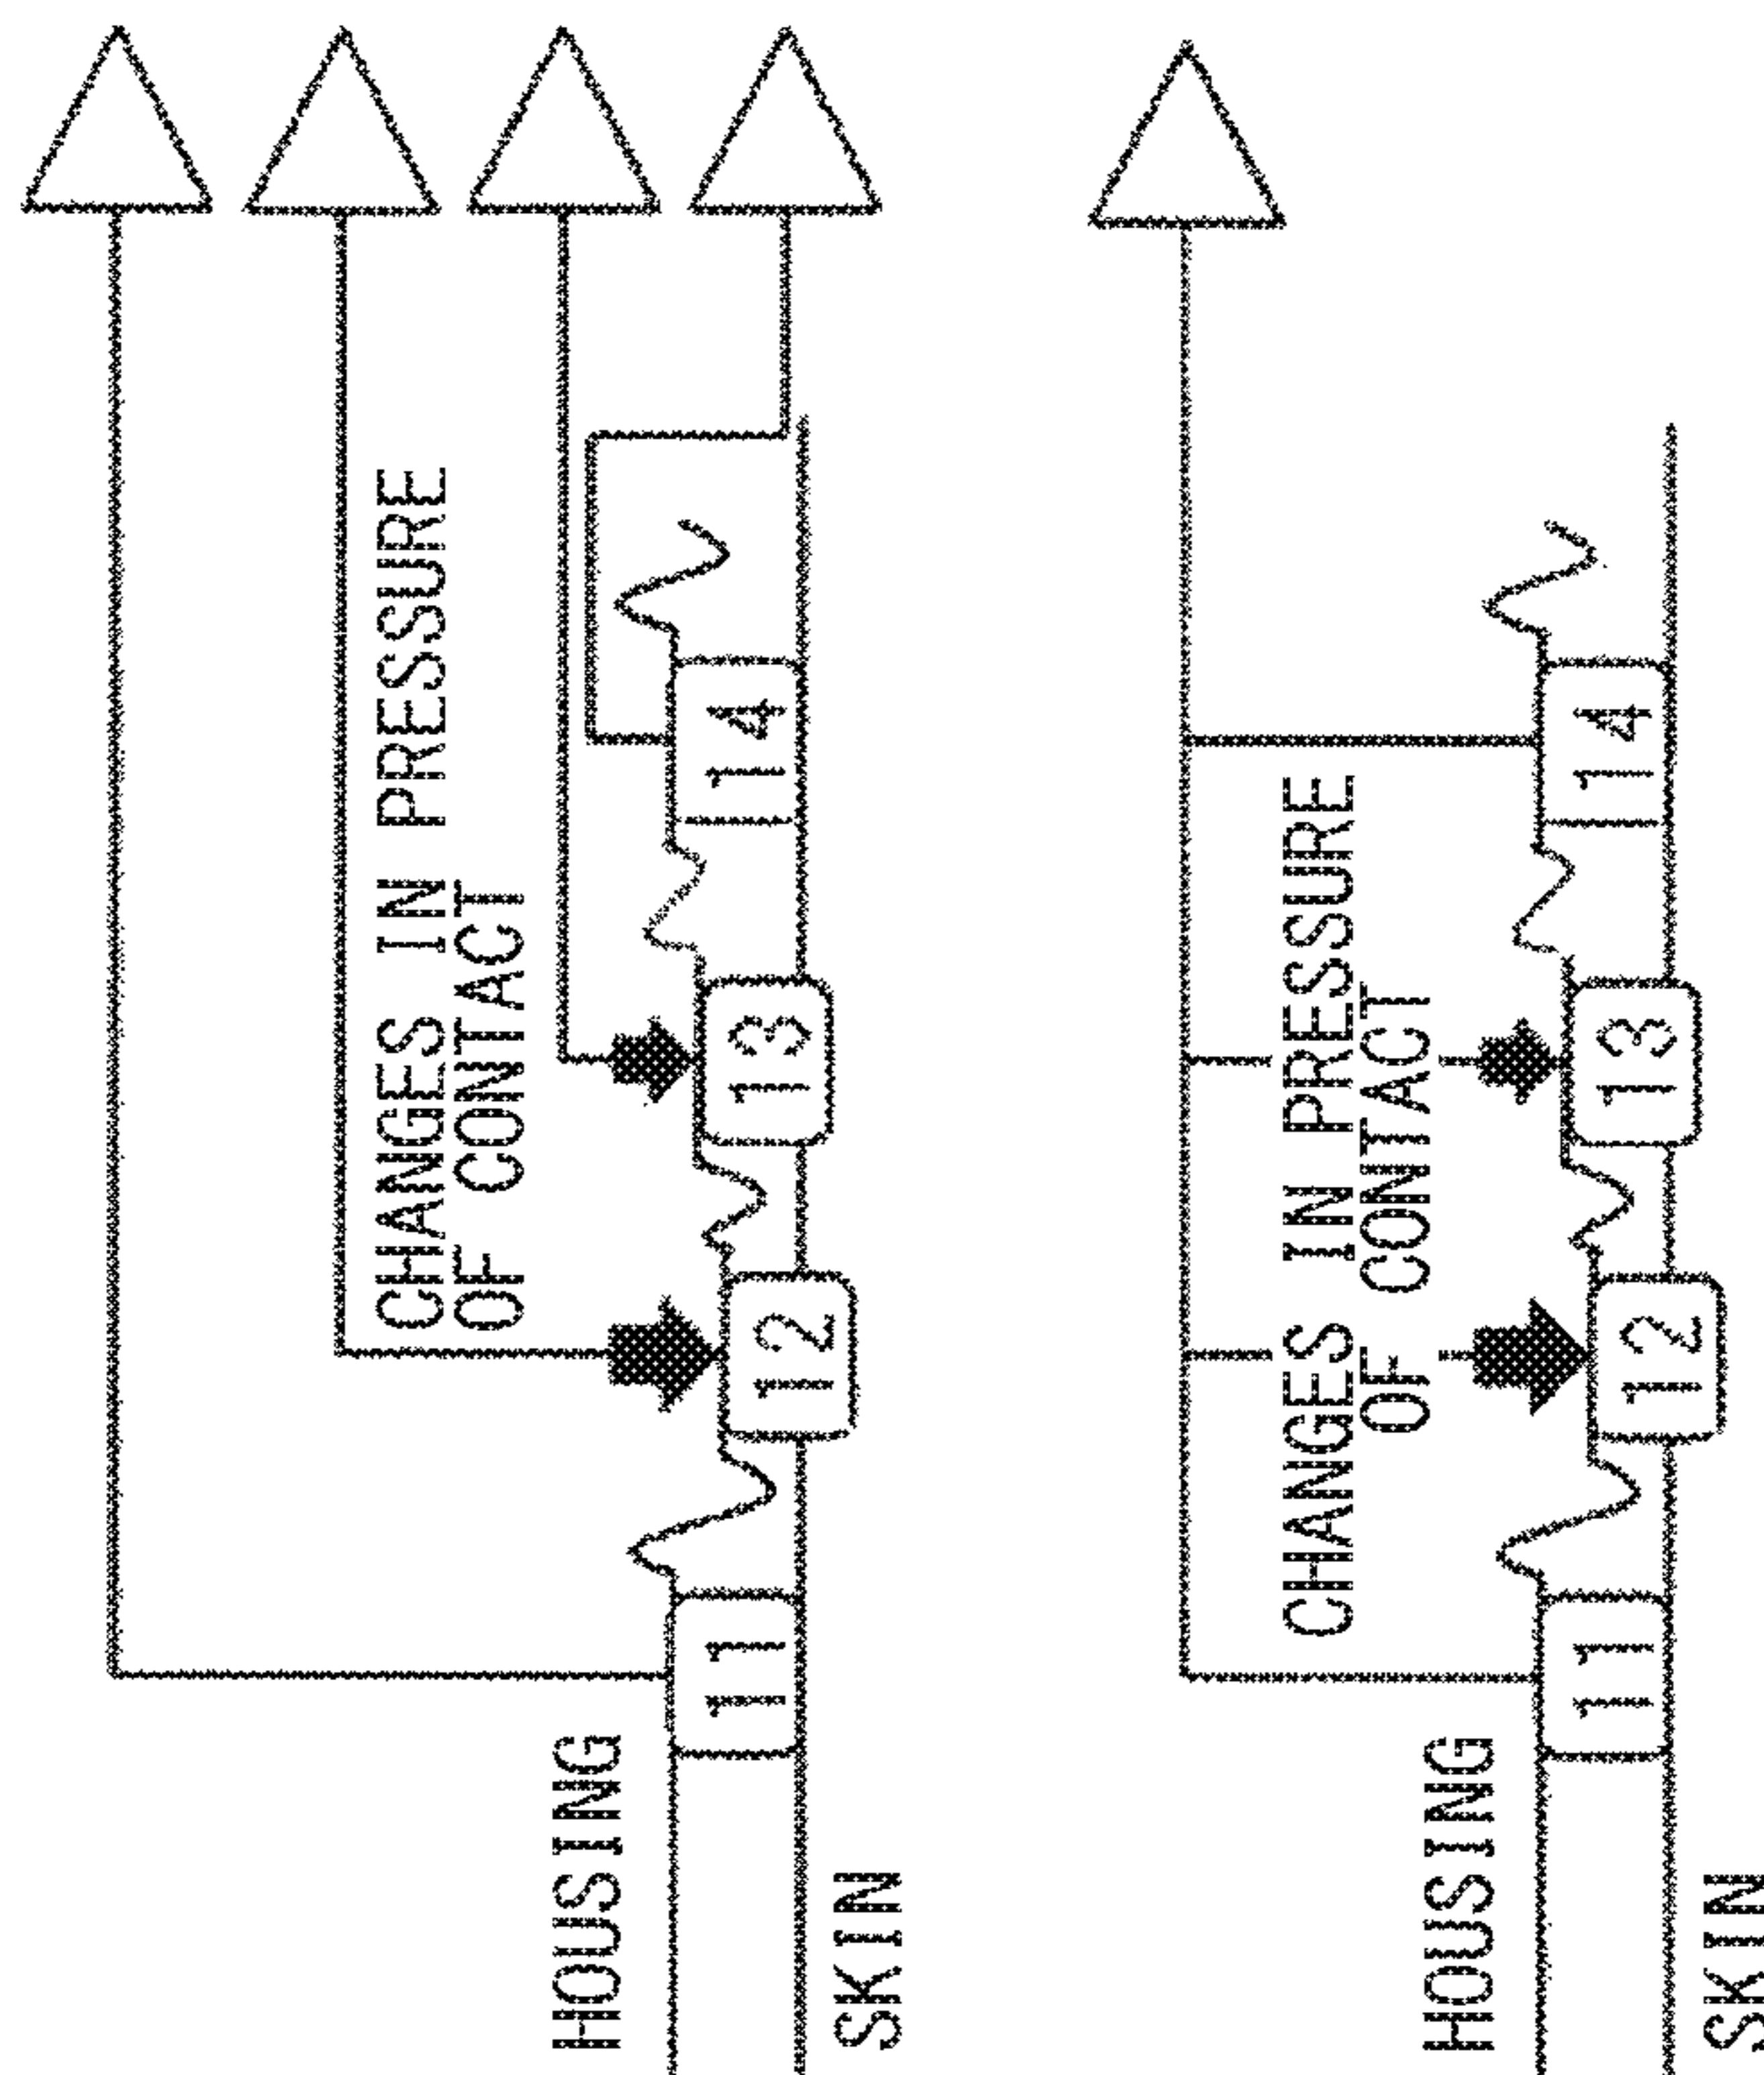 CHANGES IN PRESSURE
OF CONTACT
14
13
12
11
HOUSING
SKIN
CHANGES IN PRESSURE
OF CONTACT
14
13
12
11
HOUSING
SKIN